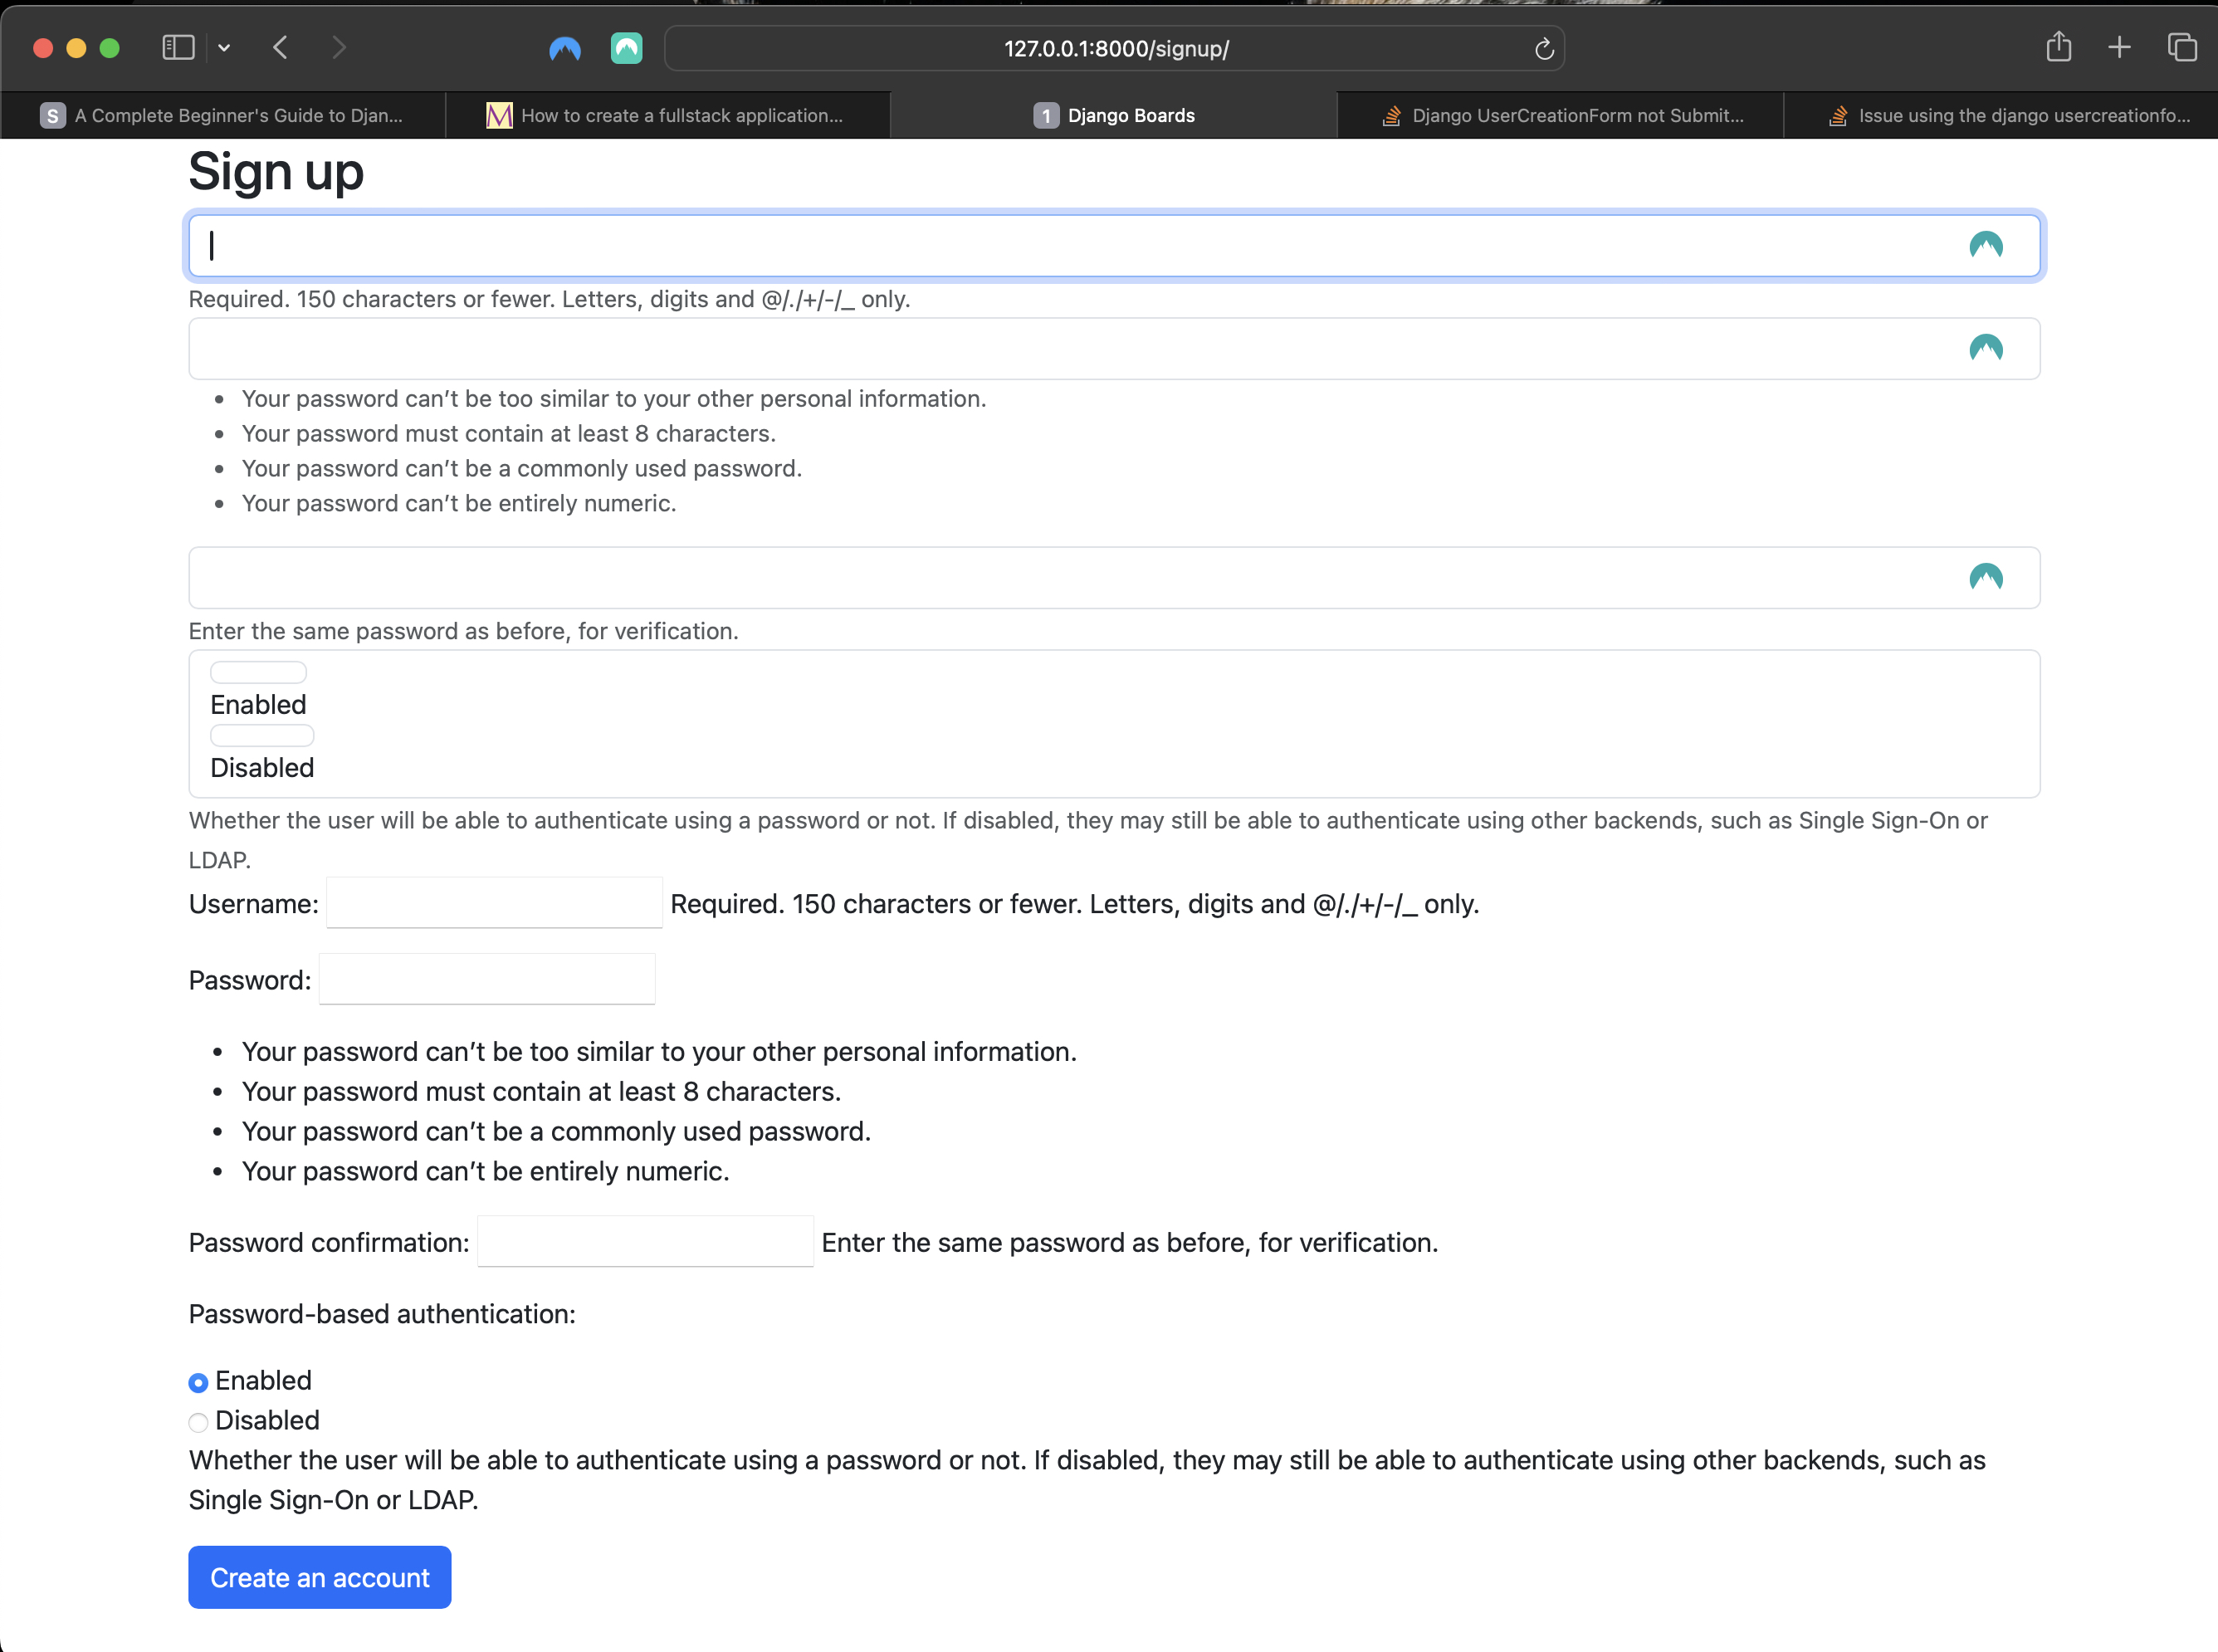 127.0.0.1:8000/signup/
S A Complete Beginner's Guide to Djan...
How to create a fullstack application...
1 Django Boards
Django UserCreationForm not Submit...
Issue using the django usercreationfo...
Sign up
Required. 150 characters or fewer. Letters, digits and @/./+/-/_ only.
• Your password can’t be too similar to your other personal information.
• Your password must contain at least 8 characters.
• Your password can’t be a commonly used password.
• Your password can’t be entirely numeric.
Enter the same password as before, for verification.
Enabled
Disabled
Whether the user will be able to authenticate using a password or not. If disabled, they may still be able to authenticate using other backends, such as Single Sign-On or
LDAP.
Username: Required. 150 characters or fewer. Letters, digits and @/./+/-/_ only.
Password:
• Your password can’t be too similar to your other personal information.
• Your password must contain at least 8 characters.
• Your password can’t be a commonly used password.
• Your password can’t be entirely numeric.
Password confirmation: Enter the same password as before, for verification.
Password-based authentication:
Enabled
Disabled
Whether the user will be able to authenticate using a password or not. If disabled, they may still be able to authenticate using other backends, such as
Single Sign-On or LDAP.
Create an account